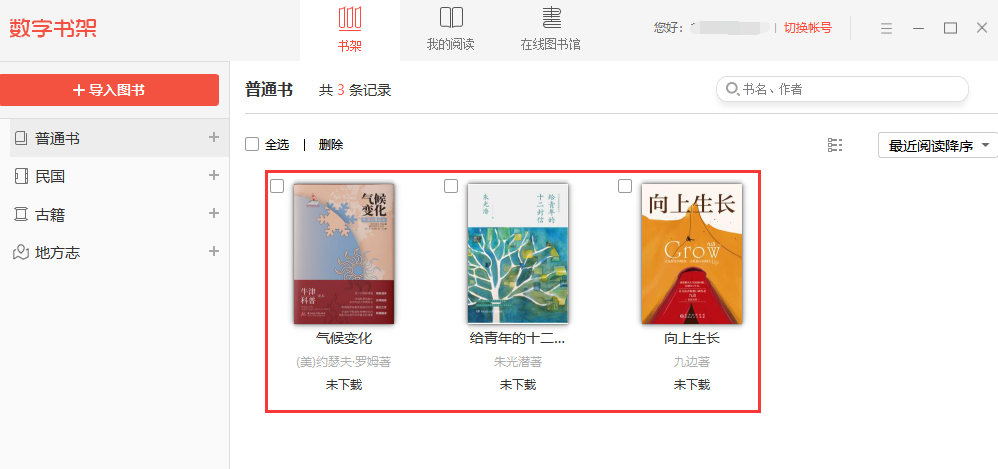 数字书架
书架
我的阅读
在线图书馆
您好：
切换帐号
导入图书
普通书
民国
古籍
地方志
普通书 共 3 条记录
书名、作者
全选 | 删除
最近阅读降序
气候
变化
牛津
科普
朱光潜
给青年的
十二封信
向上生长
Grow
气候变化
(美)约瑟夫·罗姆著
未下载
给青年的十二...
朱光潜著
未下载
向上生长
九边著
未下载